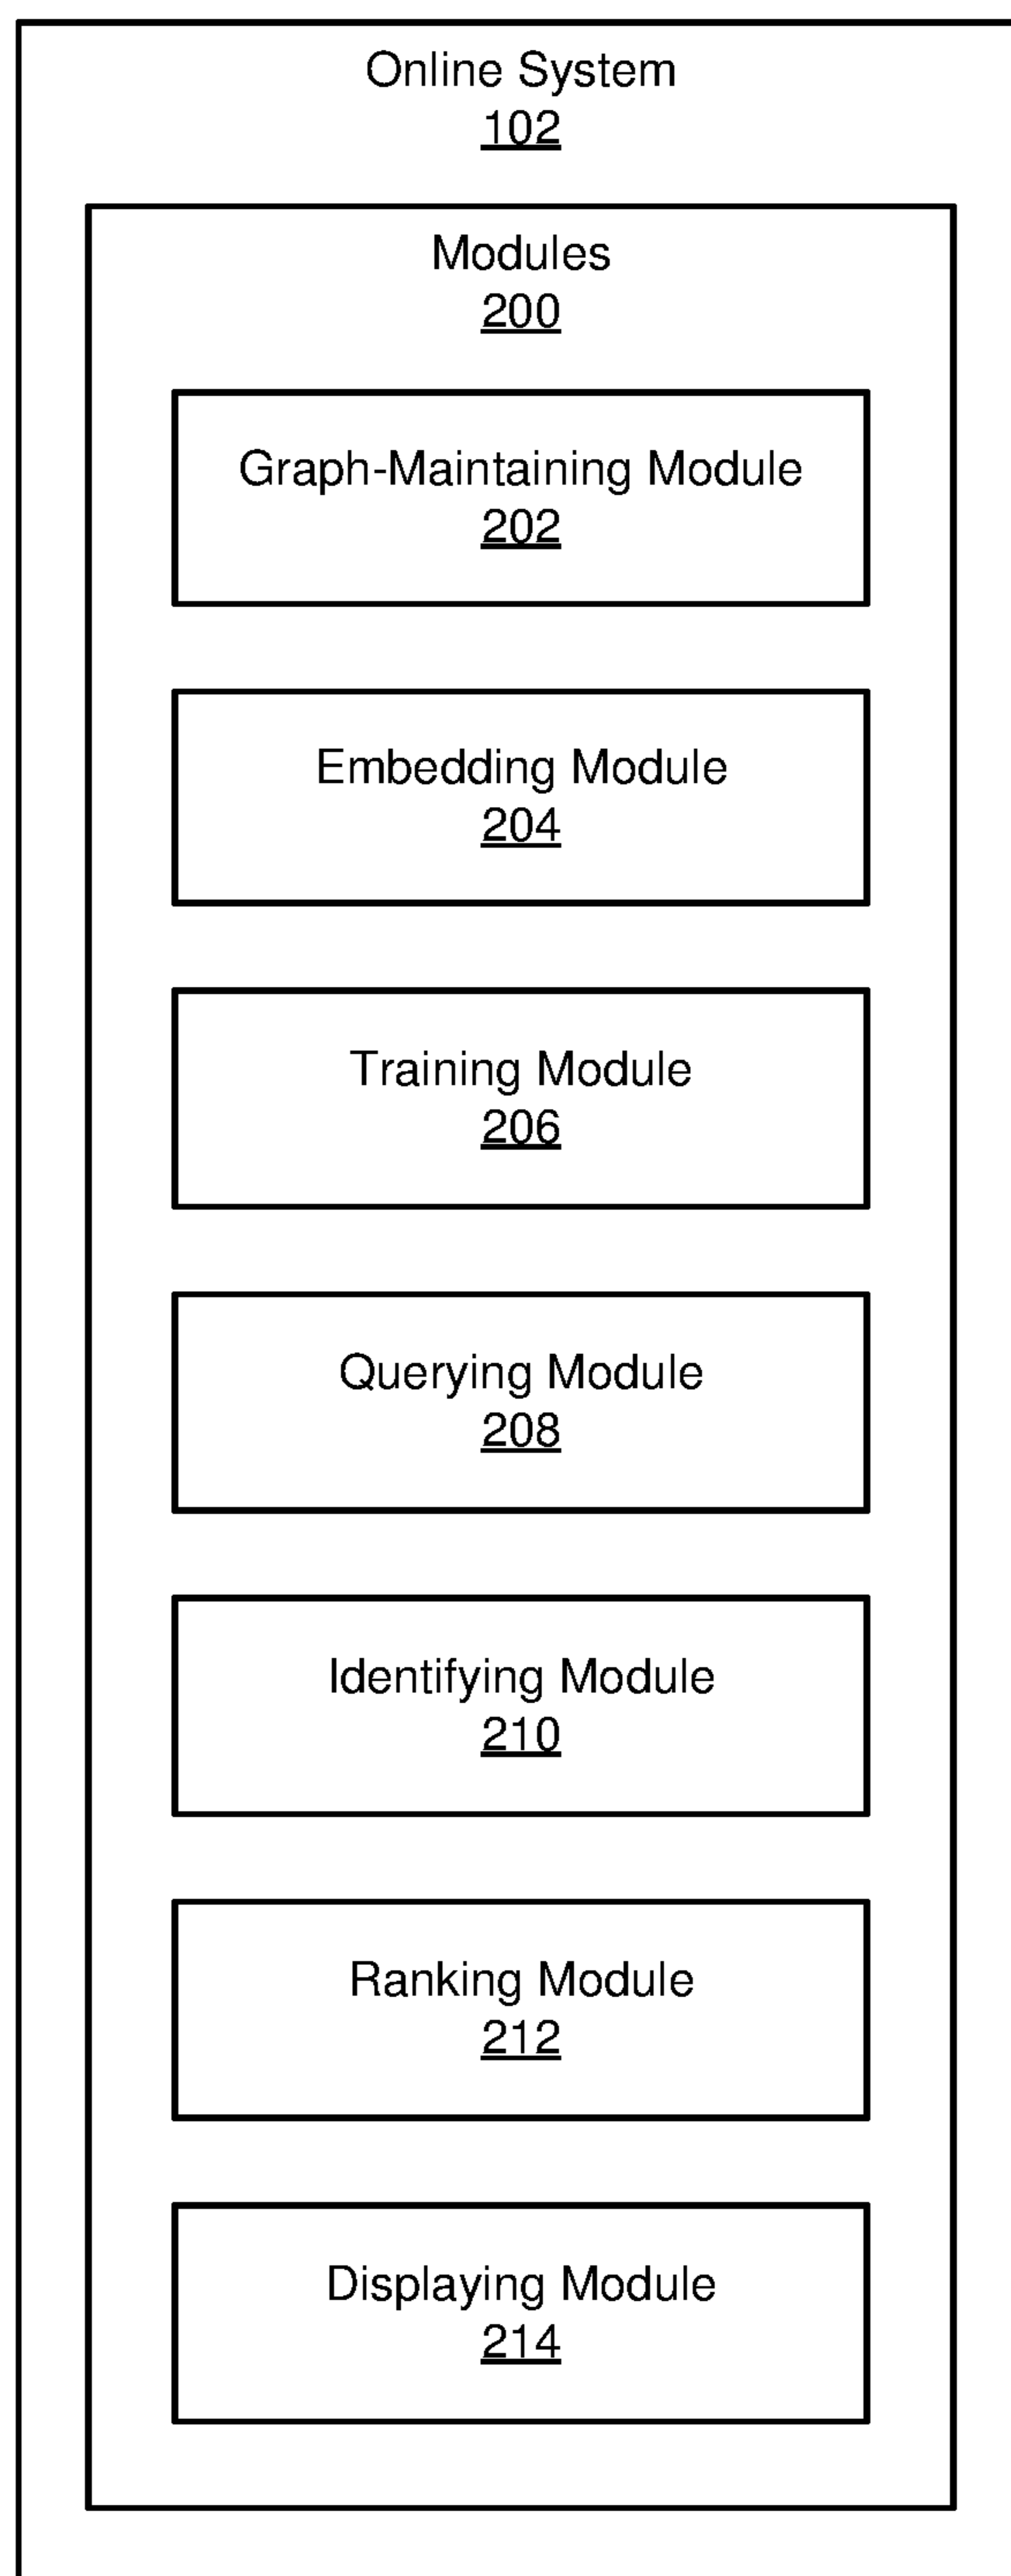 Online System
102
Modules
200
Graph-Maintaining Module
202
Embedding Module
204
Training Module
206
Querying Module
208
Identifying Module
210
Ranking Module
212
Displaying Module
214